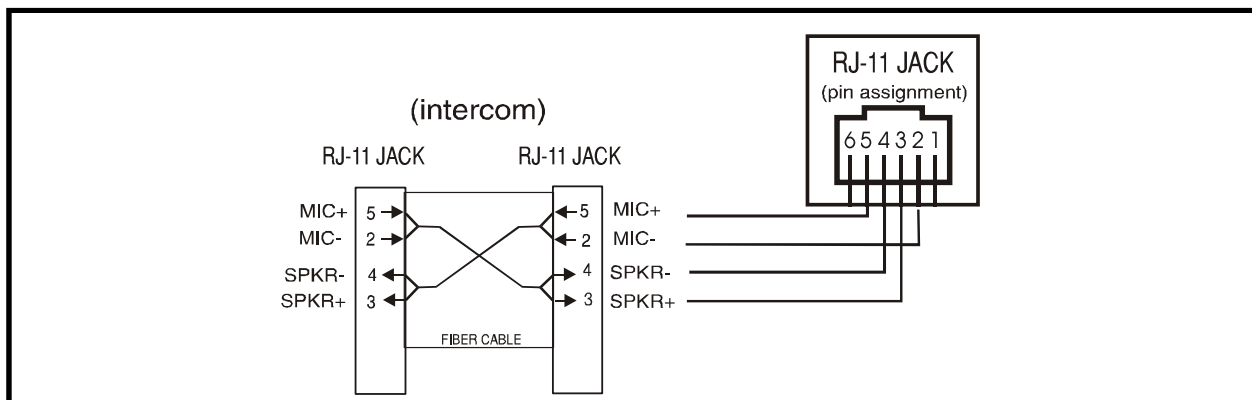 RJ-11 JACK
(pin assignment)
6 5 4 3 2 1
(intercom)
RJ-11 JACK
RJ-11 JACK
MIC+ 5
MIC- 2
SPKR- 4
SPKR+ 3
5 MIC+
2 MIC-
4 SPKR-
3 SPKR+
FIBER CABLE